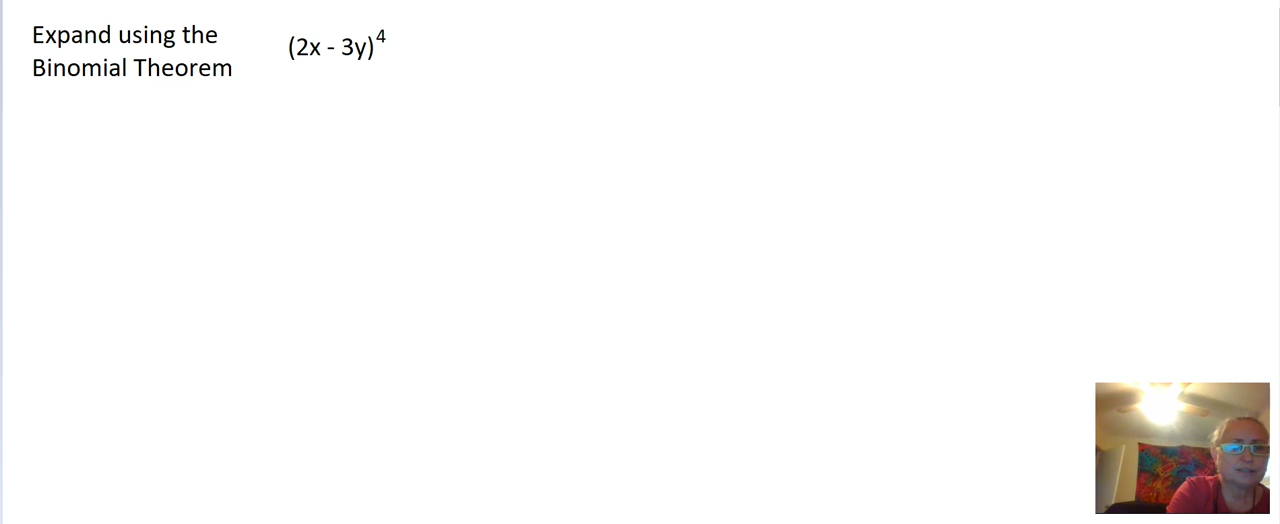 Expand using the
Binomial Theorem
(2x - 3y)⁴